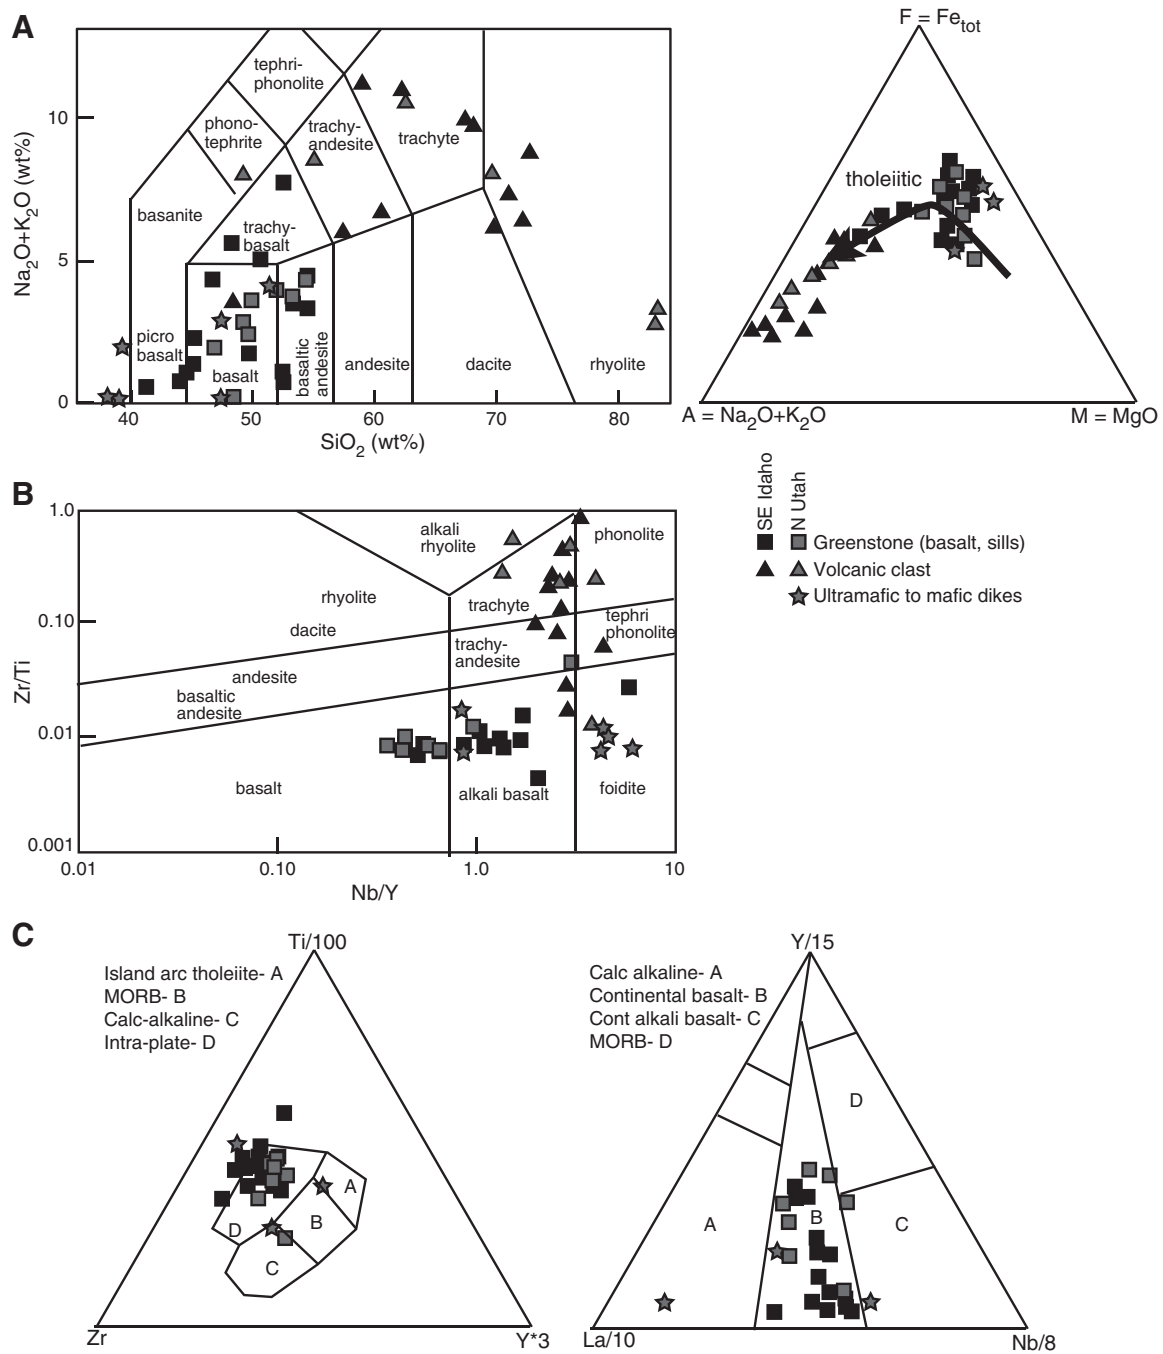 A
Na2O+K2O (wt%)
10
5
0
tephri-
phonolite
phono-
tephrite
trachy-
andesite
trachyte
basanite
trachy-
basalt
picro
basalt
basalt
basaltic
andesite
andesite
dacite
rhyolite
40
50
60
70
80
SiO2 (wt%)
F = Fetot
tholeiitic
A = Na2O+K2O
M = MgO
SE Idaho
N Utah
Greenstone (basalt, sills)
Volcanic clast
Ultramafic to mafic dikes
B
Zr/Ti
1.0
0.10
0.01
0.001
alkali
rhyolite
phonolite
rhyolite
trachyte
dacite
tephri
phonolite
trachy-
andesite
andesite
basaltic
andesite
basalt
alkali basalt
foidite
0.01
0.10
1.0
10
Nb/Y
C
Ti/100
Island arc tholeiite- A
MORB- B
Calc-alkaline- C
Intra-plate- D
A
B
C
D
Zr
Y*3
Y/15
Calc alkaline- A
Continental basalt- B
Cont alkali basalt- C
MORB- D
D
A
B
C
La/10
Nb/8